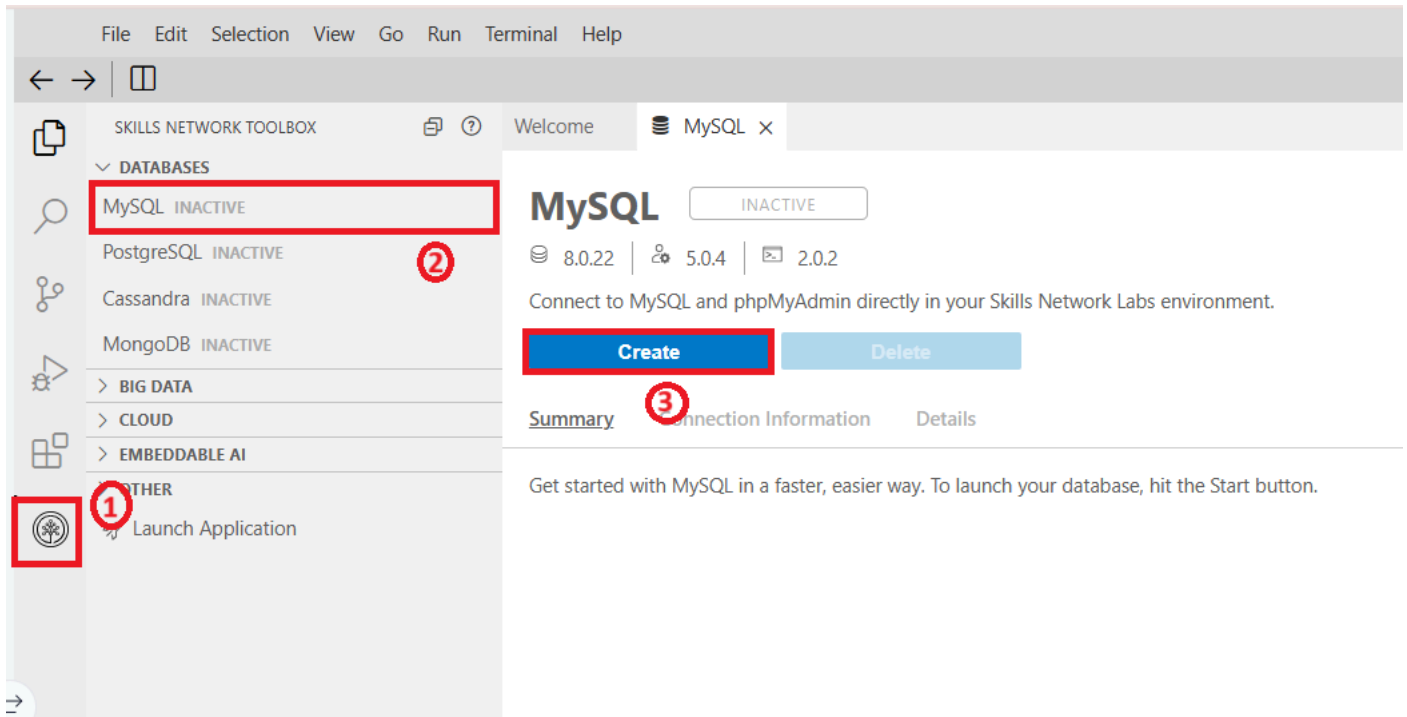 File Edit Selection View Go Run Terminal Help
SKILLS NETWORK TOOLBOX
DATABASES
MySQL INACTIVE
PostgreSQL INACTIVE
2
Cassandra INACTIVE
MongoDB INACTIVE
BIG DATA
CLOUD
EMBEDDABLE AI
OTHER
1
Launch Application
Welcome MySQL
MySQL INACTIVE
8.0.22 5.0.4 2.0.2
Connect to MySQL and phpMyAdmin directly in your Skills Network Labs environment.
Create Delete
3
Summary Connection Information Details
Get started with MySQL in a faster, easier way. To launch your database, hit the Start button.